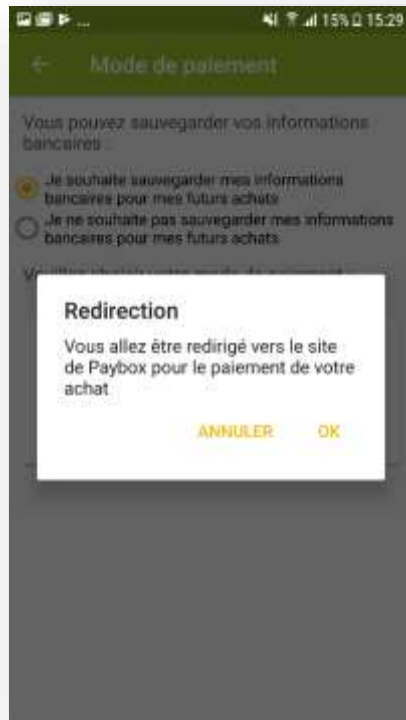 ... 15% 15:29
Mode de paiement
Vous pouvez sauvegarder vos informations
bancaires :
Je souhaite sauvegarder mes informations
bancaires pour mes futurs achats
Je ne souhaite pas sauvegarder mes informations
bancaires pour mes futurs achats
Redirection
Vous allez être redirigé vers le site
de Paybox pour le paiement de votre
achat
ANNULER OK